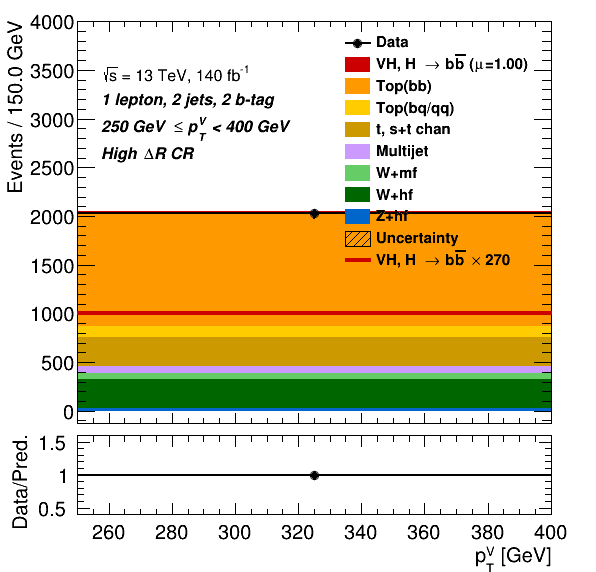 Events / 150.0 GeV
4000
3500
3000
2500
2000
1500
1000
500
0
√s = 13 TeV, 140 fb⁻¹
1 lepton, 2 jets, 2 b-tag
250 GeV ≤ p_T^V < 400 GeV
High ΔR CR
Data
VH, H → bb̅ (μ=1.00)
Top(bb)
Top(bq/qq)
t, s+t chan
Multijet
W+mf
W+hf
Z+hf
Uncertainty
VH, H → bb̅ × 270
Data/Pred.
1.5
1
0.5
260 280 300 320 340 360 380 400
p_T^V [GeV]